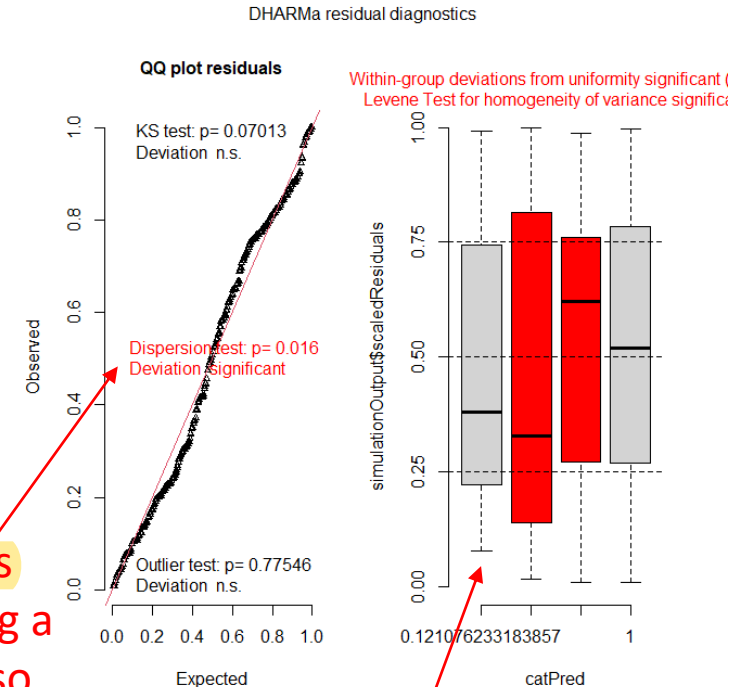 DHARMa residual diagnostics
QQ plot residuals
Within-group deviations from uniformity significant (
Levene Test for homogeneity of variance signific
KS test: p= 0.07013
Deviation n.s.
Dispersion test: p= 0.016
Deviation significant
Outlier test: p= 0.77546
Deviation n.s.
Observed
0.0 0.2 0.4 0.6 0.8 1.0
0.0 0.2 0.4 0.6 0.8 1.0
Expected
simulationOutput$scaledResiduals
0.00 0.25 0.50 0.75 1.00
0.121076233183857 1
catPred
s
g a
so